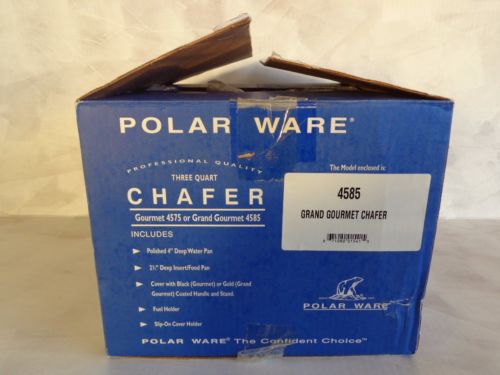 POLAR WARE®
PROFESSIONAL QUALITY
THREE QUART
CHAFER
Gourmet 4575 or Grand Gourmet 4585
INCLUDES
Polished 4" Deep Water Pan
2½" Deep Insert/Food Pan
Cover with Black (Gourmet) or Gold (Grand
Gourmet) Coated Handle and Stand.
Fuel Holder
Slip-On Cover Holder
The Model enclosed is:
4585
GRAND GOURMET CHAFER
POLAR WARE
POLAR WARE® The Confident Choice™